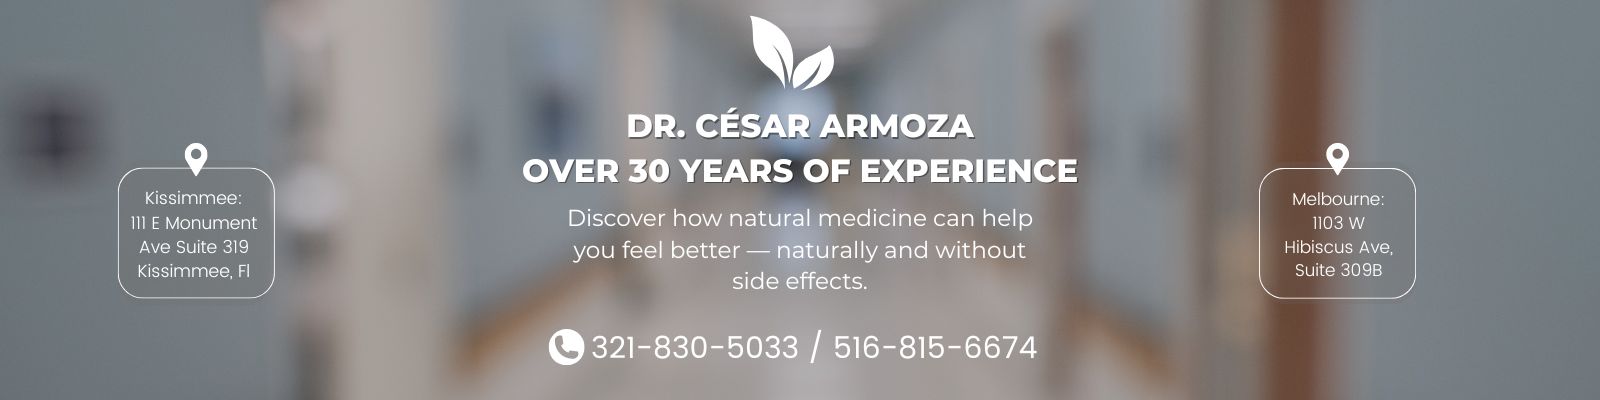 DR. CÉSAR ARMOZA
OVER 30 YEARS OF EXPERIENCE
Discover how natural medicine can help
you feel better — naturally and without
side effects.
321-830-5033 / 516-815-6674
Kissimmee:
111 E Monument
Ave Suite 319
Kissimmee, Fl
Melbourne:
1103 W
Hibiscus Ave,
Suite 309B